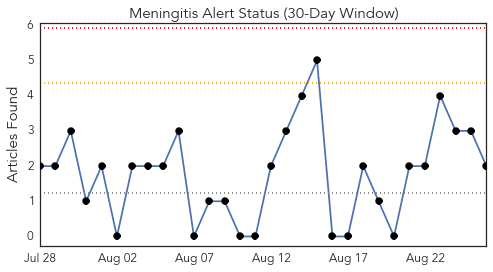 Meningitis Alert Status (30-Day Window)
Articles Found
6
5
4
3
2
1
0
Jul 28
Aug 02
Aug 07
Aug 12
Aug 17
Aug 22